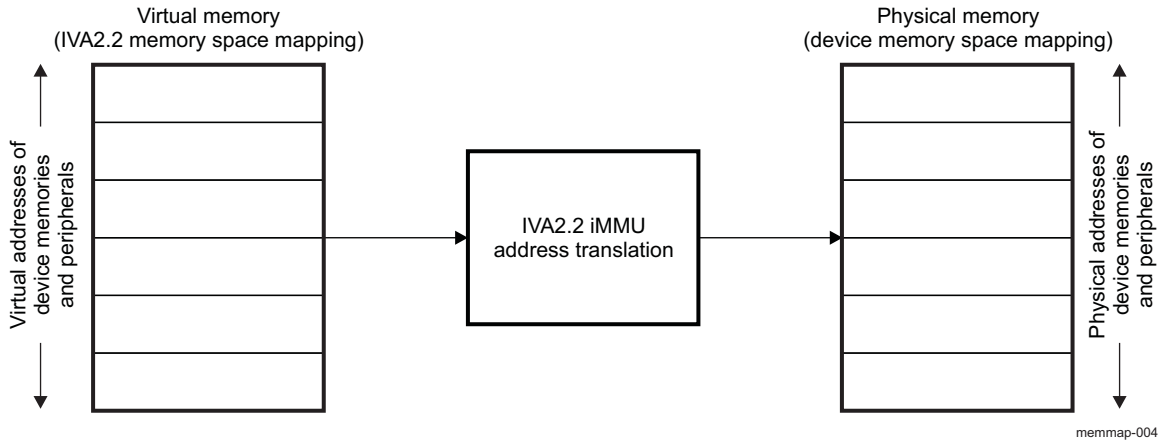 Virtual memory
(IVA2.2 memory space mapping)
Physical memory
(device memory space mapping)
Virtual addresses of
device memories
and peripherals
IVA2.2 iMMU
address translation
Physical addresses of
device memories
and peripherals
memmap-004